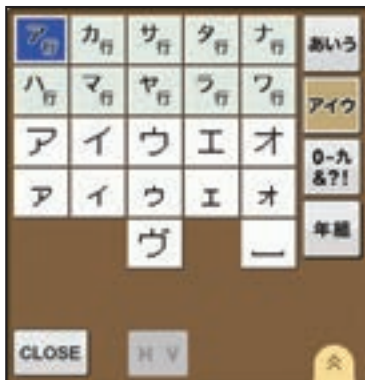 ア行 カ行 サ行 タ行 ナ行 あいう
ハ行 マ行 ヤ行 ラ行 ワ行 アイウ
ア イ ウ エ オ 0-九
&?!
ァ ィ ゥ ェ ォ 年組
ヴ ー
CLOSE H V